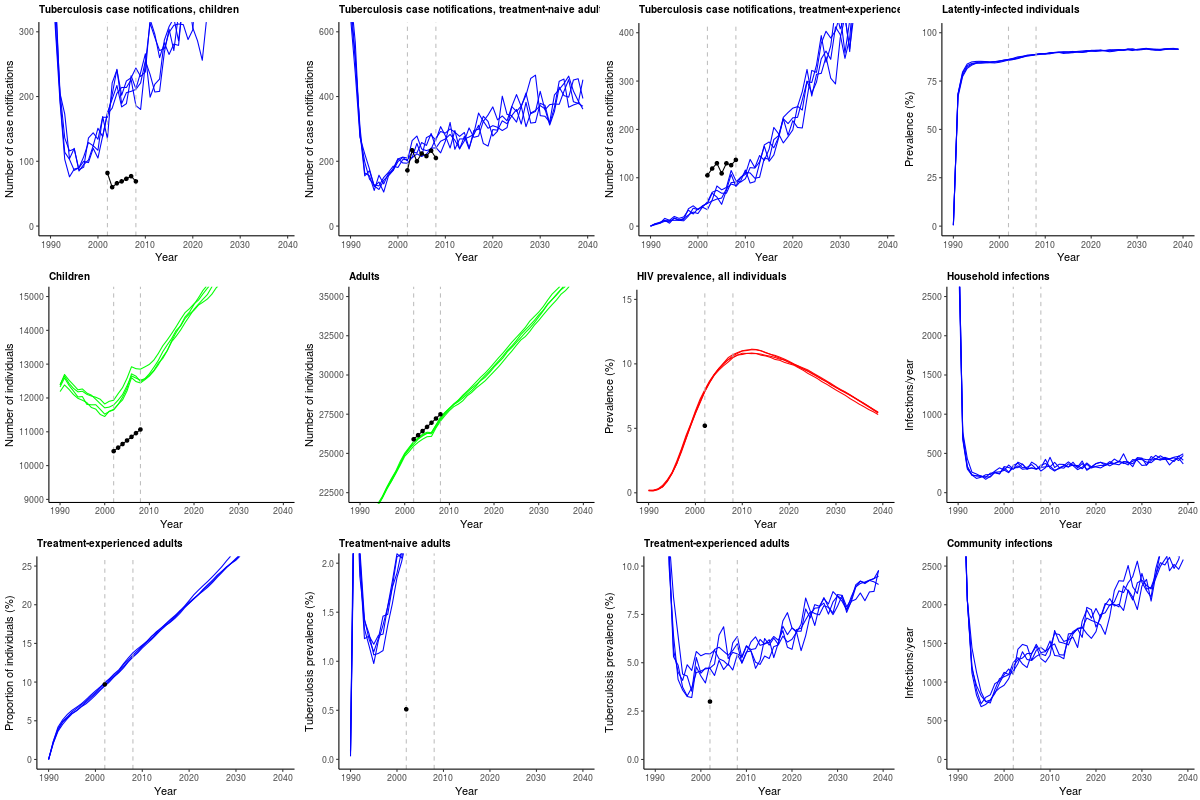 Tuberculosis case notifications, children
Number of case notifications
300
200
100
0
1990 2000 2010 2020 2030 2040
Year
Tuberculosis case notifications, treatment-naive adul
Number of case notifications
600
400
200
0
1990 2000 2010 2020 2030 2040
Year
Tuberculosis case notifications, treatment-experience
Number of case notifications
400
300
200
100
0
1990 2000 2010 2020 2030 2040
Year
Latently-infected individuals
Prevalence (%)
100
75
50
25
0
1990 2000 2010 2020 2030 2040
Year
Children
Number of individuals
15000
14000
13000
12000
11000
10000
9000
1990 2000 2010 2020 2030 2040
Year
Adults
Number of individuals
35000
32500
30000
27500
25000
22500
1990 2000 2010 2020 2030 2040
Year
HIV prevalence, all individuals
Prevalence (%)
15
10
5
0
1990 2000 2010 2020 2030 2040
Year
Household infections
Infections/year
2500
2000
1500
1000
500
0
1990 2000 2010 2020 2030 2040
Year
Treatment-experienced adults
Proportion of individuals (%)
25
20
15
10
5
0
1990 2000 2010 2020 2030 2040
Year
Treatment-naive adults
Tuberculosis prevalence (%)
2.0
1.5
1.0
0.5
0.0
1990 2000 2010 2020 2030 2040
Year
Treatment-experienced adults
Tuberculosis prevalence (%)
10.0
7.5
5.0
2.5
0.0
1990 2000 2010 2020 2030 2040
Year
Community infections
Infections/year
2500
2000
1500
1000
500
0
1990 2000 2010 2020 2030 2040
Year